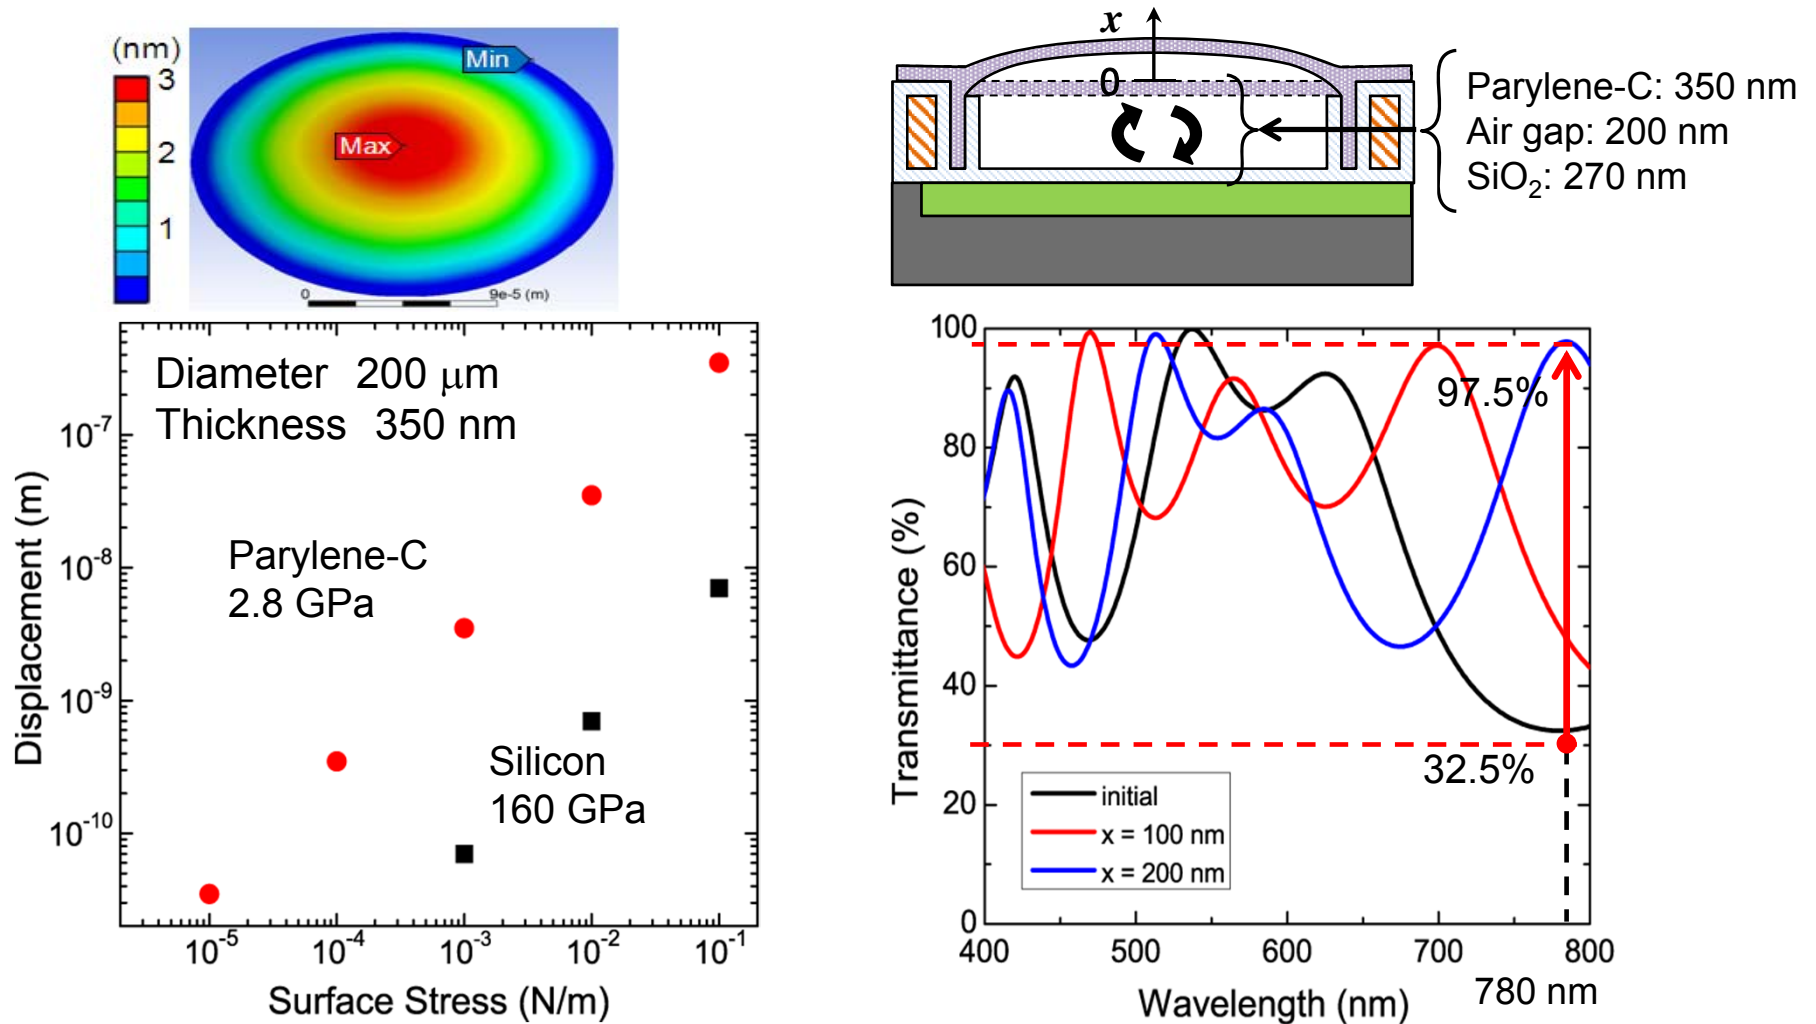 (nm)
3
2
1
Min
Max
0
9e-5 (m)
x
0
Parylene-C: 350 nm
Air gap: 200 nm
SiO₂: 270 nm
Diameter 200 μm
Thickness 350 nm
Parylene-C
2.8 GPa
Silicon
160 GPa
Displacement (m)
10⁻⁷
10⁻⁸
10⁻⁹
10⁻¹⁰
10⁻⁵ 10⁻⁴ 10⁻³ 10⁻² 10⁻¹
Surface Stress (N/m)
Transmittance (%)
100
80
60
40
20
0
97.5%
32.5%
initial
x = 100 nm
x = 200 nm
400 500 600 700 800
780 nm
Wavelength (nm)